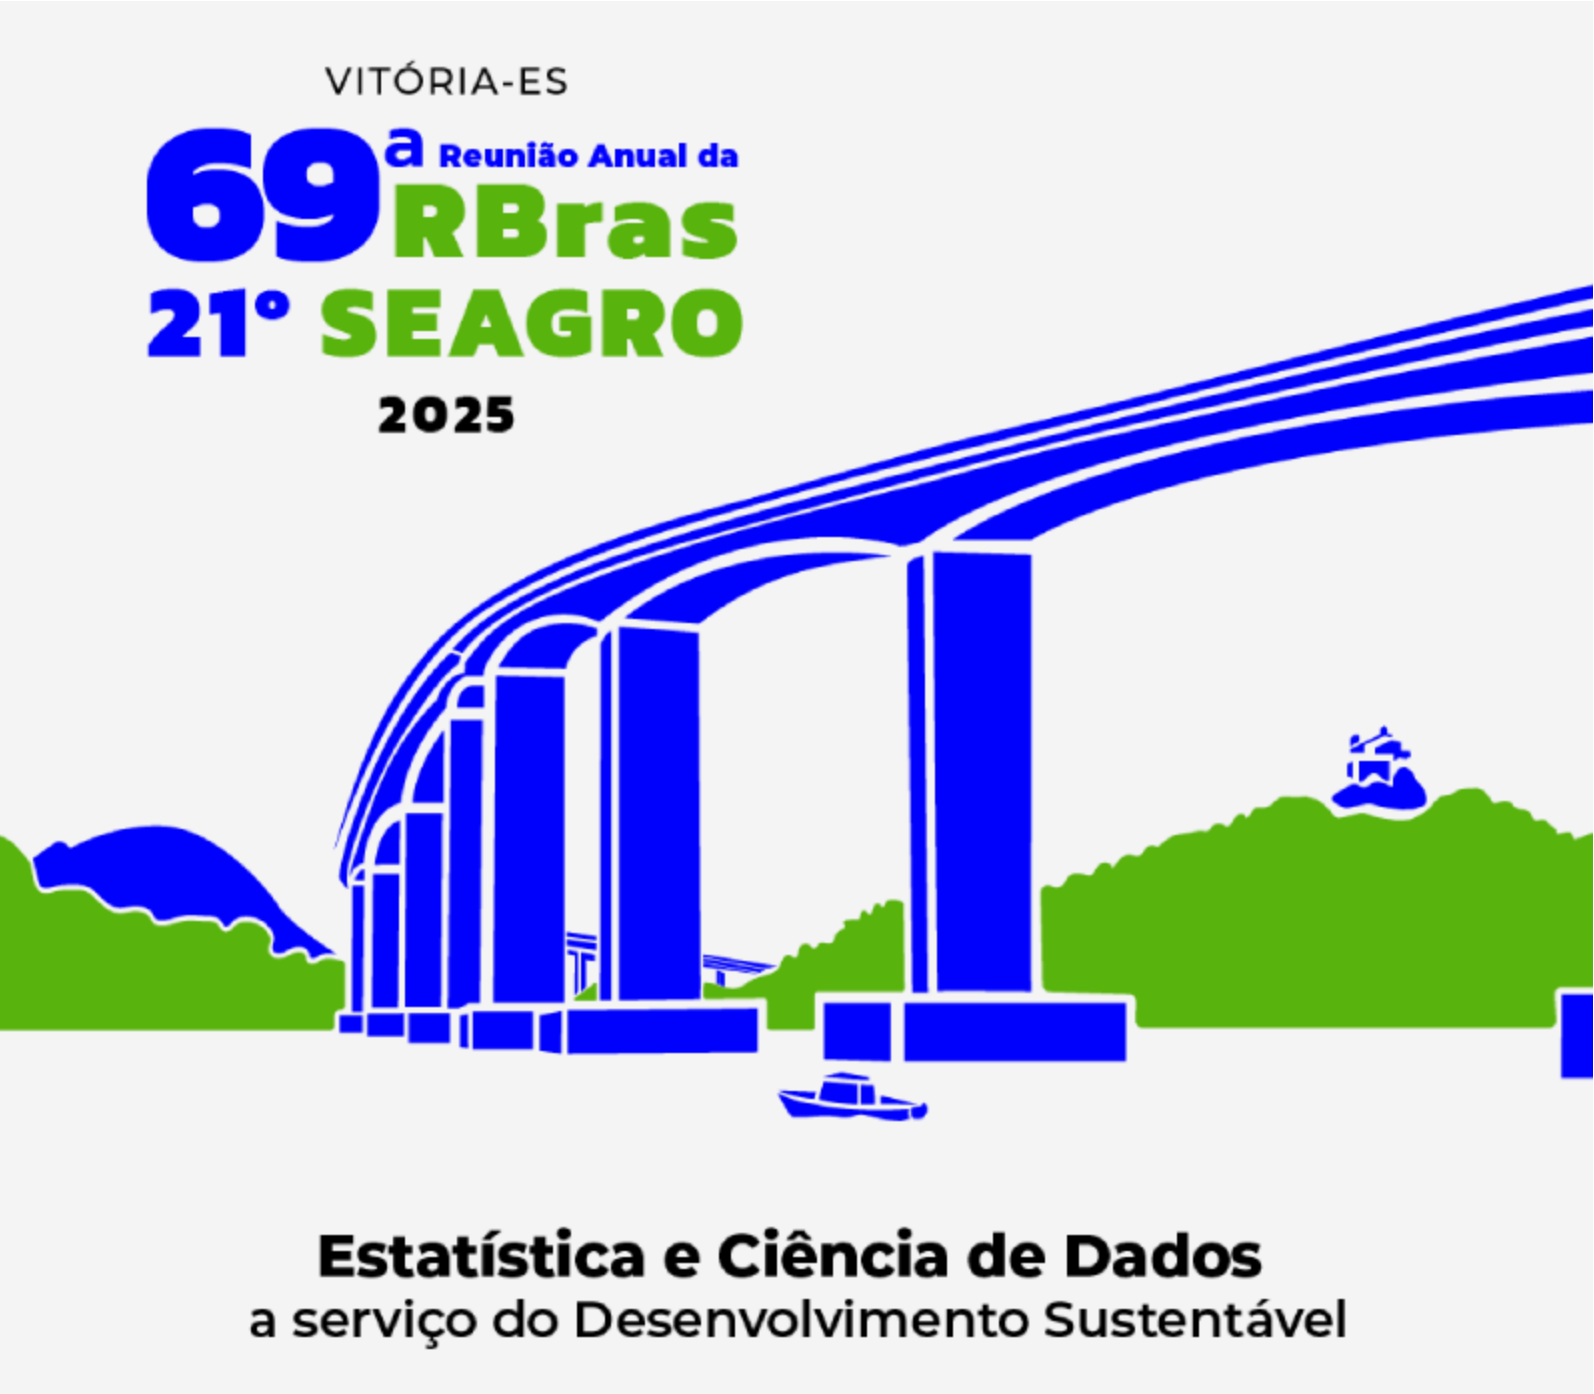 VITÓRIA-ES
69ª Reunião Anual da
RBras
21º SEAGRO
2025
Estatística e Ciência de Dados
a serviço do Desenvolvimento Sustentável